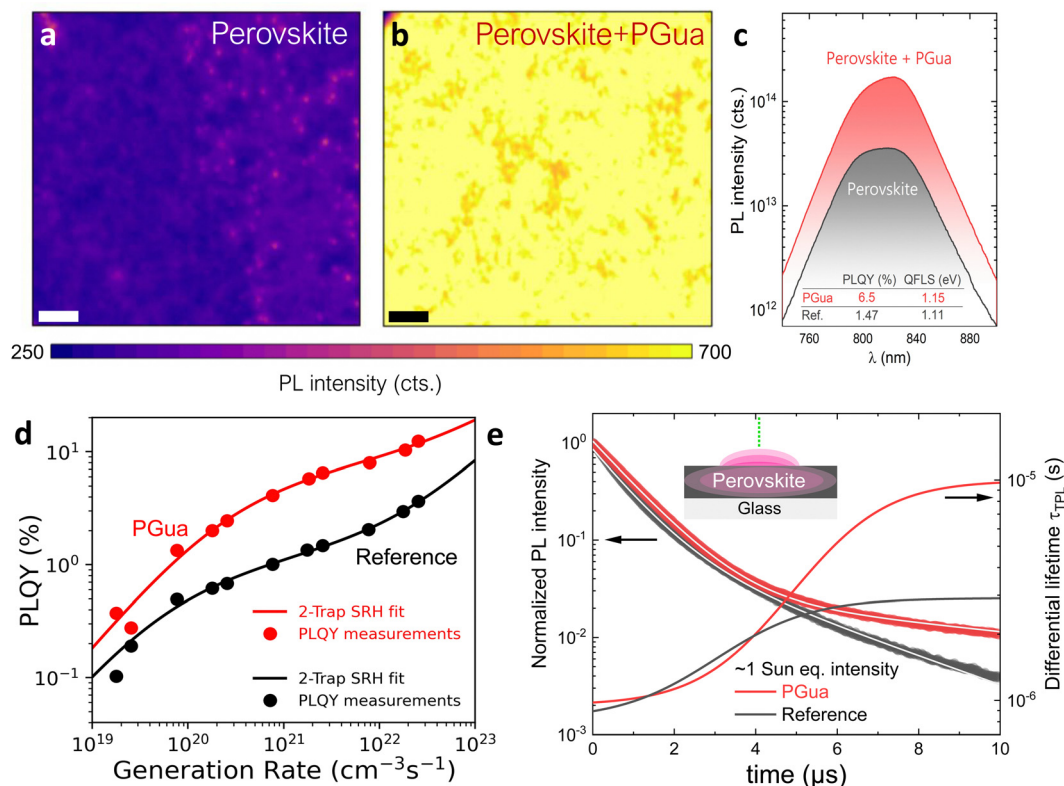 a
Perovskite
b
Perovskite+PGua
250
700
PL intensity (cts.)
c
PL intensity (cts.)
10¹⁴
10¹³
10¹²
Perovskite + PGua
Perovskite
PLQY (%) QFLS (eV)
PGua 6.5 1.15
Ref. 1.47 1.11
760 800 840 880
λ (nm)
d
PLQY (%)
10¹
10⁰
10⁻¹
PGua
Reference
2-Trap SRH fit
PLQY measurements
2-Trap SRH fit
PLQY measurements
10¹⁹ 10²⁰ 10²¹ 10²² 10²³
Generation Rate (cm⁻³s⁻¹)
e
Normalized PL intensity
10⁰
10⁻¹
10⁻²
10⁻³
Perovskite
Glass
~1 Sun eq. intensity
PGua
Reference
10⁻⁵
10⁻⁶
Differential lifetime τTPL (s)
0 2 4 6 8 10
time (μs)